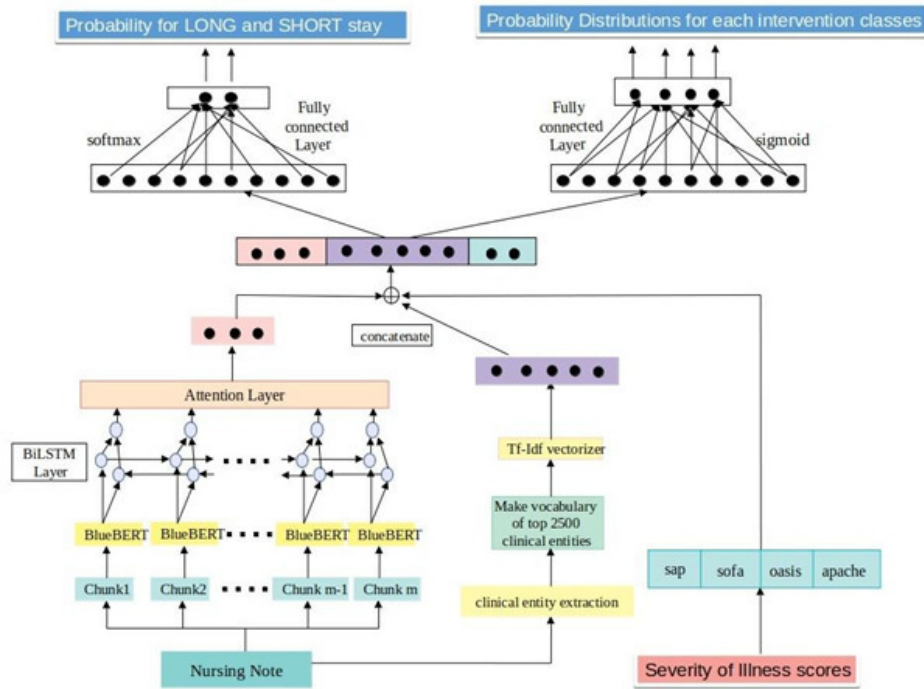 Probability for LONG and SHORT stay
Probability Distributions for each intervention classes
softmax
Fully
connected
Layer
Fully
connected
Layer
sigmoid
concatenate
Attention Layer
BiLSTM
Layer
Tf-Idf vectorizer
Make vocabulary
of top 2500
clinical entities
BlueBERT
BlueBERT
BlueBERT
BlueBERT
Chunk1
Chunk2
Chunk m-1
Chunk m
clinical entity extraction
sap
sofa
oasis
apache
Nursing Note
Severity of Illness scores